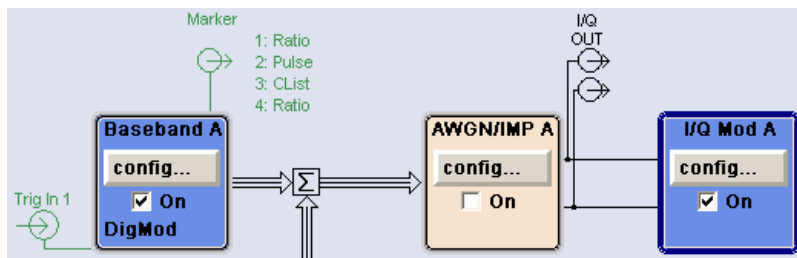 Marker
1: Ratio
2: Pulse
3: CList
4: Ratio
I/Q
OUT
Baseband A
config...
On
DigMod
Trig In 1
Σ
AWGN/IMP A
config...
On
I/Q Mod A
config...
On